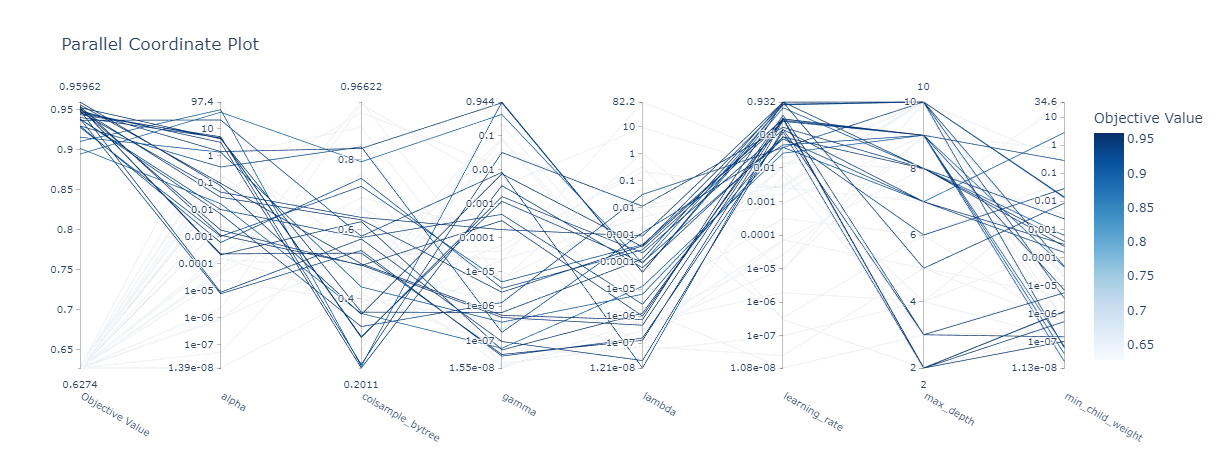 Parallel Coordinate Plot
0.95962
97.4
0.96622
0.944
82.2
0.932
10
34.6
0.95
0.9
0.85
0.8
0.75
0.7
0.65
0.6274
10
1
0.1
0.01
0.001
0.0001
1e-05
1e-06
1e-07
1.39e-08
0.8
0.6
0.4
0.2011
0.1
0.01
0.001
0.0001
1e-05
1e-06
1e-07
1.55e-08
10
1
0.1
0.01
0.001
0.0001
1e-05
1e-06
1e-07
1.21e-08
0.1
0.01
0.001
0.0001
1e-05
1e-06
1e-07
1.08e-08
10
8
6
4
2
2
10
1
0.1
0.01
0.001
0.0001
1e-05
1e-06
1e-07
1.13e-08
Objective Value
alpha
colsample_bytree
gamma
lambda
learning_rate
max_depth
min_child_weight
Objective Value
0.95
0.9
0.85
0.8
0.75
0.7
0.65